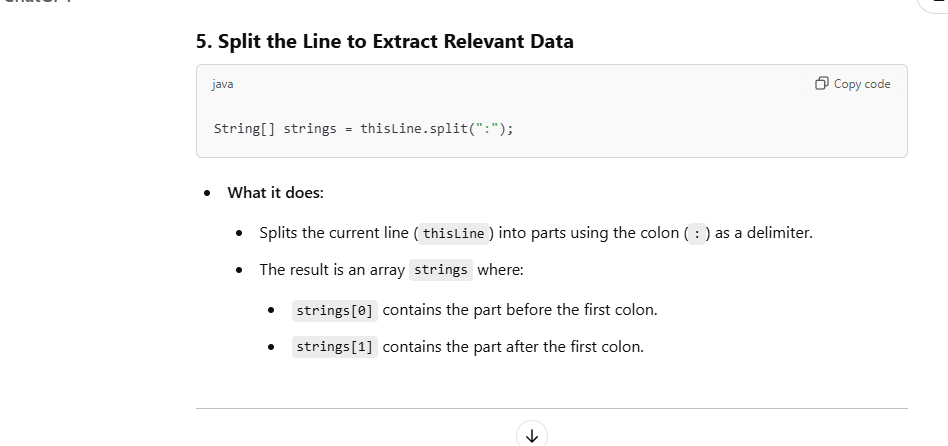 5. Split the Line to Extract Relevant Data
java
Copy code
String[] strings = thisLine.split(":");
• What it does:
• Splits the current line (thisLine) into parts using the colon (:) as a delimiter.
• The result is an array strings where:
• strings[0] contains the part before the first colon.
• strings[1] contains the part after the first colon.